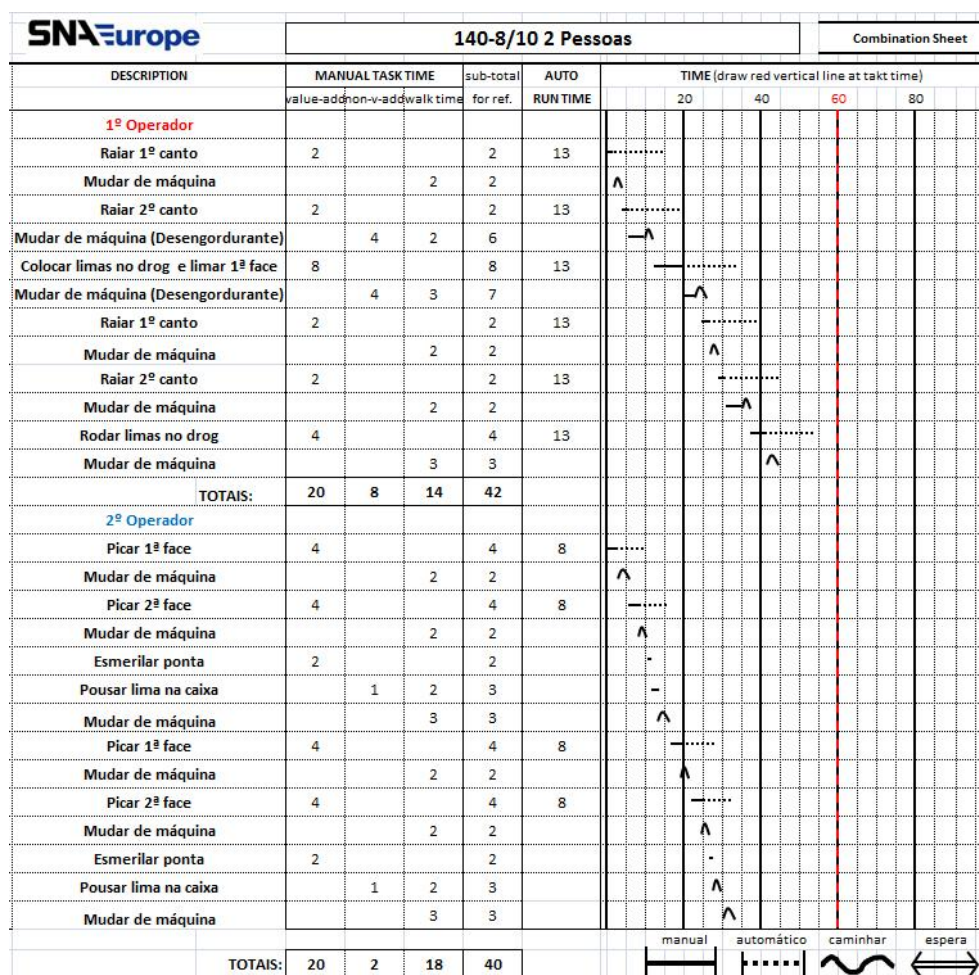 SNA Europe
140-8/10 2 Pessoas
Combination Sheet
DESCRIPTION MANUAL TASK TIME sub-total AUTO TIME (draw red vertical line at takt time)
value-add non-v-add walk time for ref. RUN TIME 20 40 60 80
1º Operador
Raiar 1º canto 2 2 13
Mudar de máquina 2 2
Raiar 2º canto 2 2 13
Mudar de máquina (Desengordurante) 4 2 6
Colocar limas no drog e limar 1ª face 8 8 13
Mudar de máquina (Desengordurante) 4 3 7
Raiar 1º canto 2 2 13
Mudar de máquina 2 2
Raiar 2º canto 2 2 13
Mudar de máquina 2 2
Rodar limas no drog 4 4 13
Mudar de máquina 3 3
TOTAIS: 20 8 14 42
2º Operador
Picar 1ª face 4 4 8
Mudar de máquina 2 2
Picar 2ª face 4 4 8
Mudar de máquina 2 2
Esmerilar ponta 2 2
Pousar lima na caixa 1 2 3
Mudar de máquina 3 3
Picar 1ª face 4 4 8
Mudar de máquina 2 2
Picar 2ª face 4 4 8
Mudar de máquina 2 2
Esmerilar ponta 2 2
Pousar lima na caixa 1 2 3
Mudar de máquina 3 3
manual automático caminhar espera
TOTAIS: 20 2 18 40